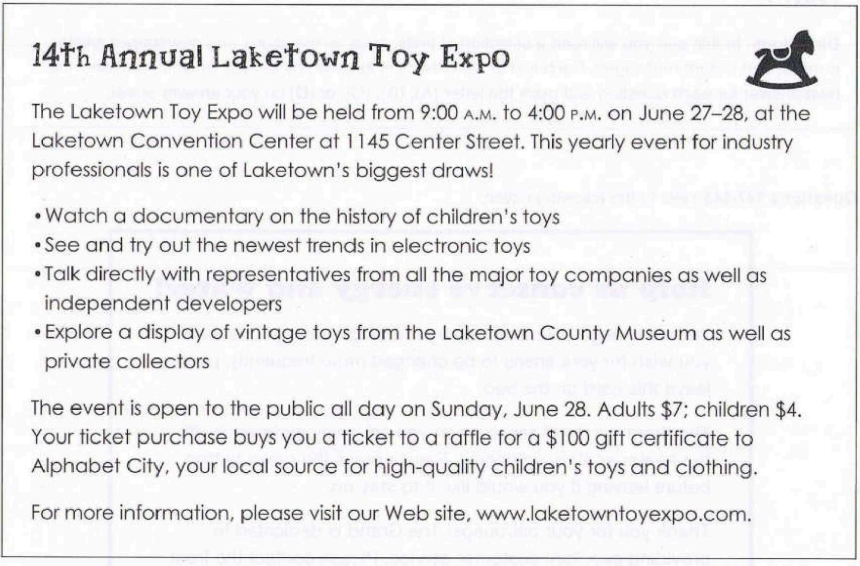 14th Annual Laketown Toy Expo
The Laketown Toy Expo will be held from 9:00 A.M. to 4:00 P.M. on June 27–28, at the
Laketown Convention Center at 1145 Center Street. This yearly event for industry
professionals is one of Laketown's biggest draws!
• Watch a documentary on the history of children's toys
• See and try out the newest trends in electronic toys
• Talk directly with representatives from all the major toy companies as well as
independent developers
• Explore a display of vintage toys from the Laketown County Museum as well as
private collectors
The event is open to the public all day on Sunday, June 28. Adults $7; children $4.
Your ticket purchase buys you a ticket to a raffle for a $100 gift certificate to
Alphabet City, your local source for high-quality children's toys and clothing.
For more information, please visit our Web site, www.laketowntoyexpo.com.